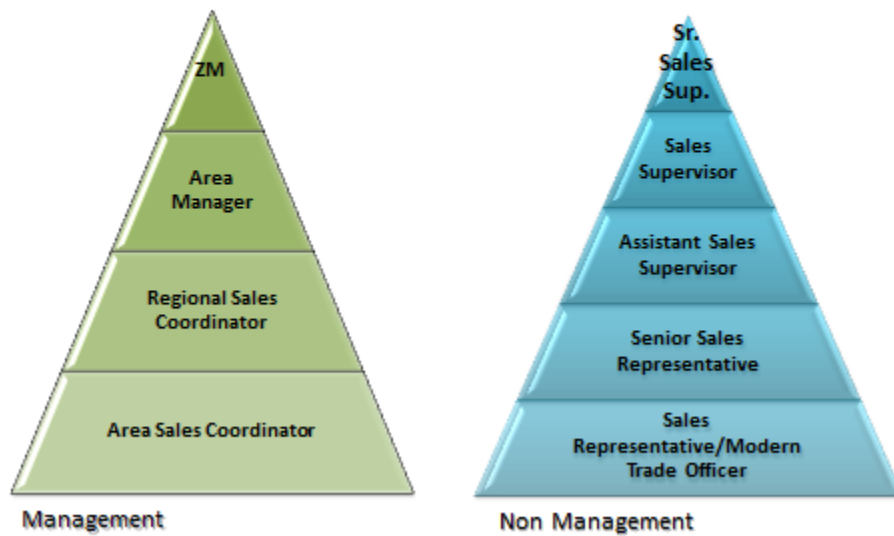 ZM
Area
Manager
Regional Sales
Coordinator
Area Sales Coordinator
Management
Sr.
Sales
Sup.
Sales
Supervisor
Assistant Sales
Supervisor
Senior Sales
Representative
Sales
Representative/Modern
Trade Officer
Non Management